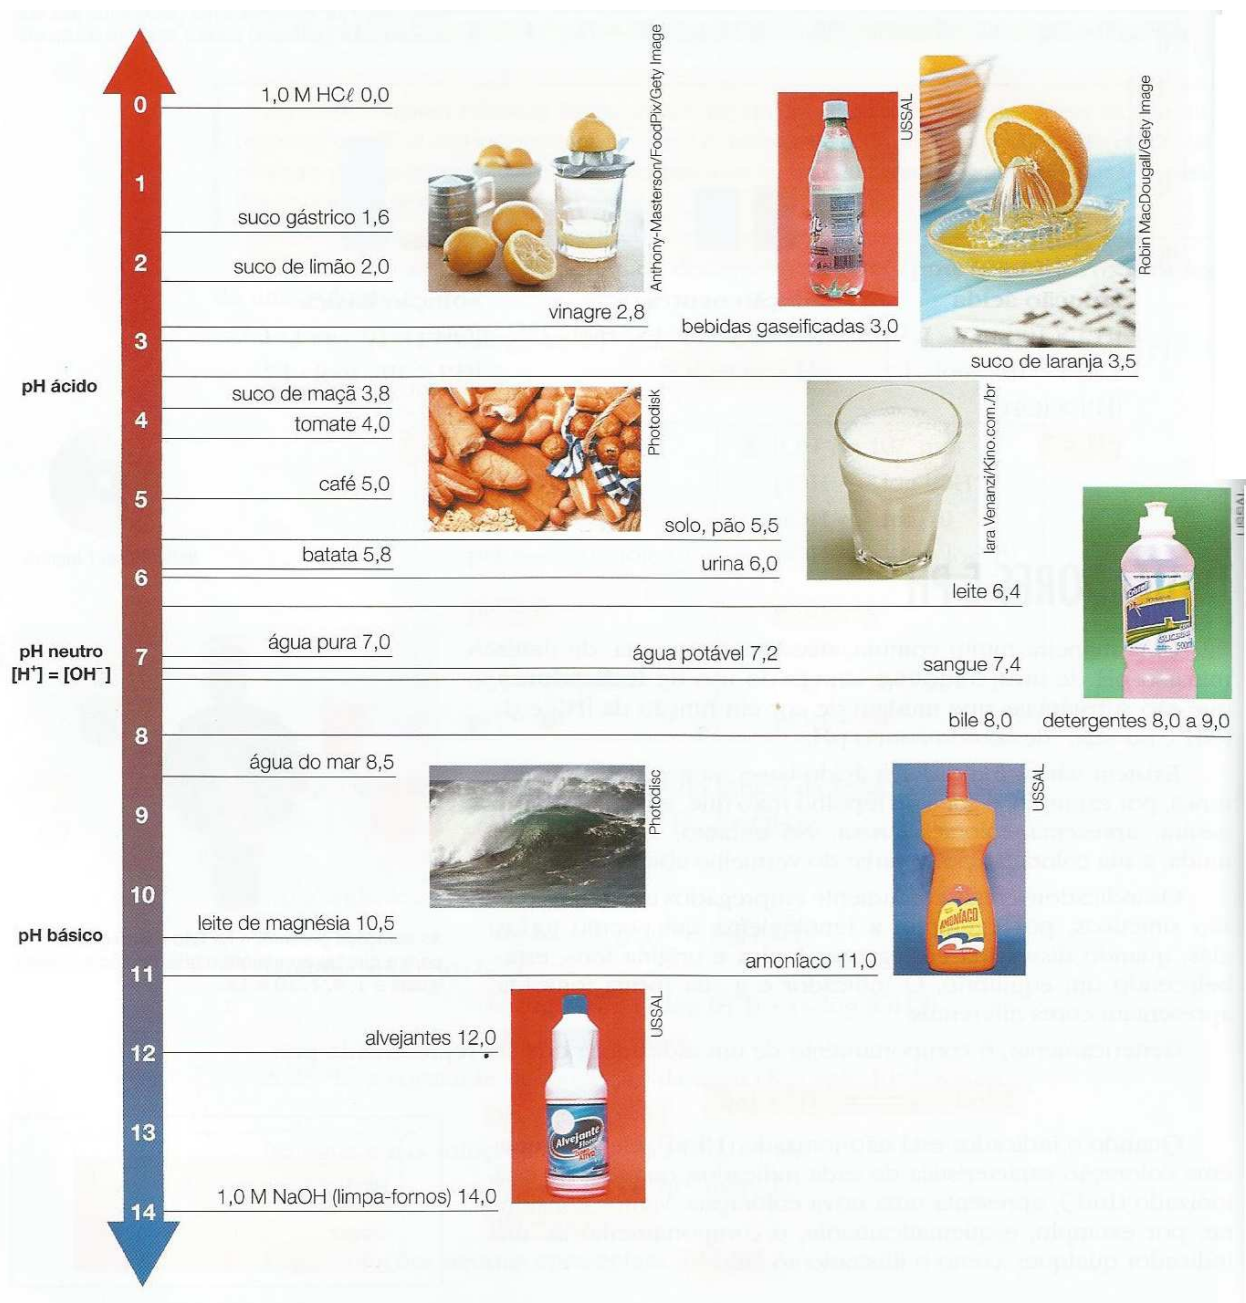 0
1,0 M HCℓ 0,0
1
suco gástrico 1,6
2
suco de limão 2,0
Anthony-Masterson/FoodPix/Gety Image
vinagre 2,8
USSAL
bebidas gaseificadas 3,0
Robin MacDougall/Gety Image
suco de laranja 3,5
3
pH ácido
suco de maçã 3,8
4
tomate 4,0
Photodisk
café 5,0
5
solo, pão 5,5
batata 5,8
urina 6,0
6
Iara Venanzi/Kino.com./br
leite 6,4
USSAL
pH neutro
[H⁺] = [OH⁻]
água pura 7,0
7
água potável 7,2
sangue 7,4
bile 8,0
detergentes 8,0 a 9,0
8
água do mar 8,5
Photodisc
USSAL
9
10
leite de magnésia 10,5
pH básico
AMONÍACO
amoníaco 11,0
11
USSAL
alvejantes 12,0
12
Alvejante
Floral
13
1,0 M NaOH (limpa-fornos) 14,0
14